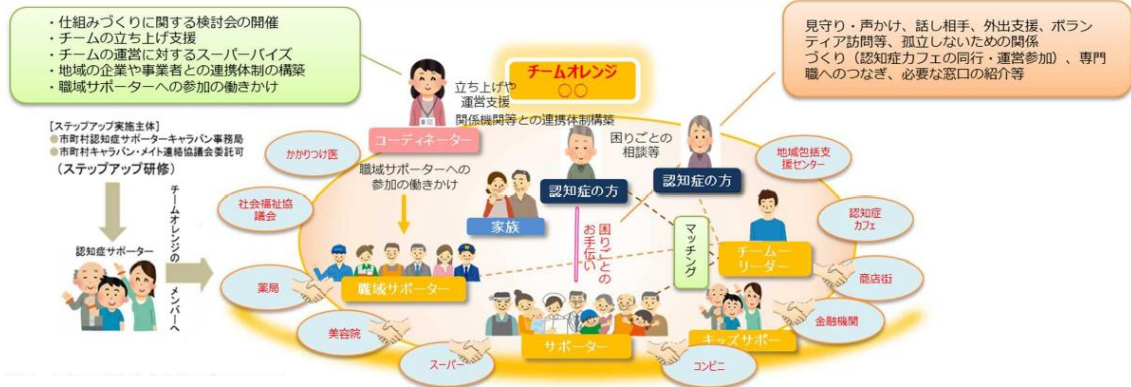 ・仕組みづくりに関する検討会の開催
・チームの立ち上げ支援
・チームの運営に対するスーパーバイズ
・地域の企業や事業者との連携体制の構築
・職域サポーターへの参加の働きかけ
見守り・声かけ、話し相手、外出支援、ボラン
ティア訪問等、孤立しないための関係
づくり（認知症カフェの同行・運営参加）、専門
職へのつなぎ、必要な窓口の紹介等
チームオレンジ
○○
立ち上げや
運営支援
関係機関等との連携体制構築
コーディネーター
[ステップアップ実施主体]
●市町村認知症サポーターキャラバン事務局
●市町村キャラバン・メイト連絡協議会委託可
（ステップアップ研修）
認知症サポーター
チームオレンジの
メンバーへ
かかりつけ医
社会福祉協
議会
薬局
美容院
スーパー
コンビニ
金融機関
商店街
認知症
カフェ
地域包括支
援センター
職域サポーターへの
参加の働きかけ
職域サポーター
家族
認知症の方
困りごとの
相談等
認知症の方
困りごとの
お手伝い
マッチング
チームー
リーダー
サポーター
キッズサポー